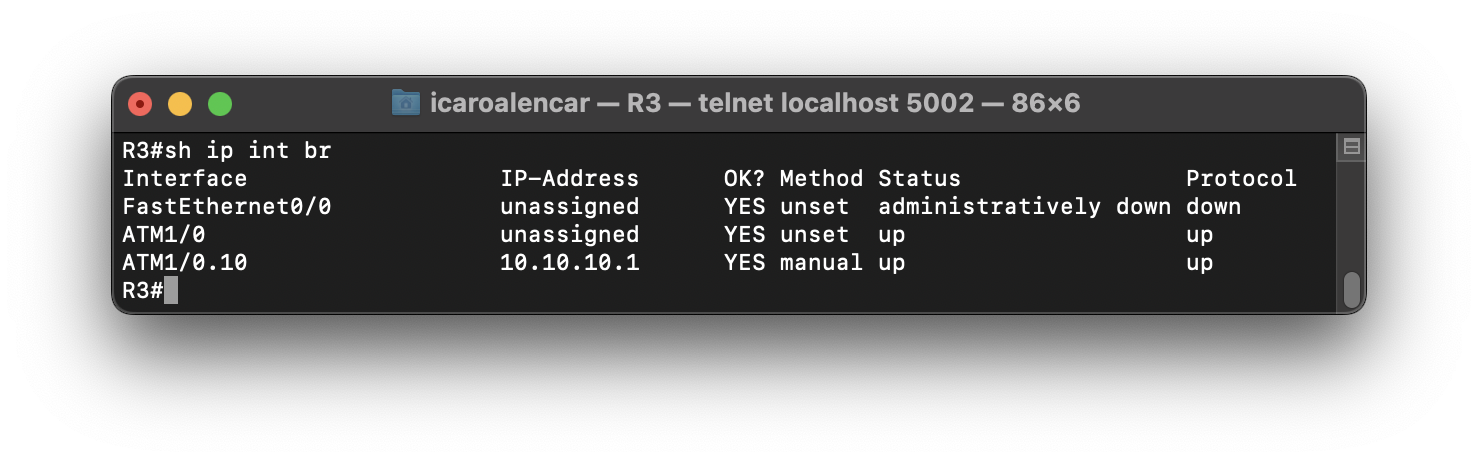 icaroalencar — R3 — telnet localhost 5002 — 86×6
R3#sh ip int br
Interface                  IP-Address      OK? Method Status                Protocol
FastEthernet0/0            unassigned      YES unset  administratively down down
ATM1/0                     unassigned      YES unset  up                    up
ATM1/0.10                  10.10.10.1      YES manual up                    up
R3#